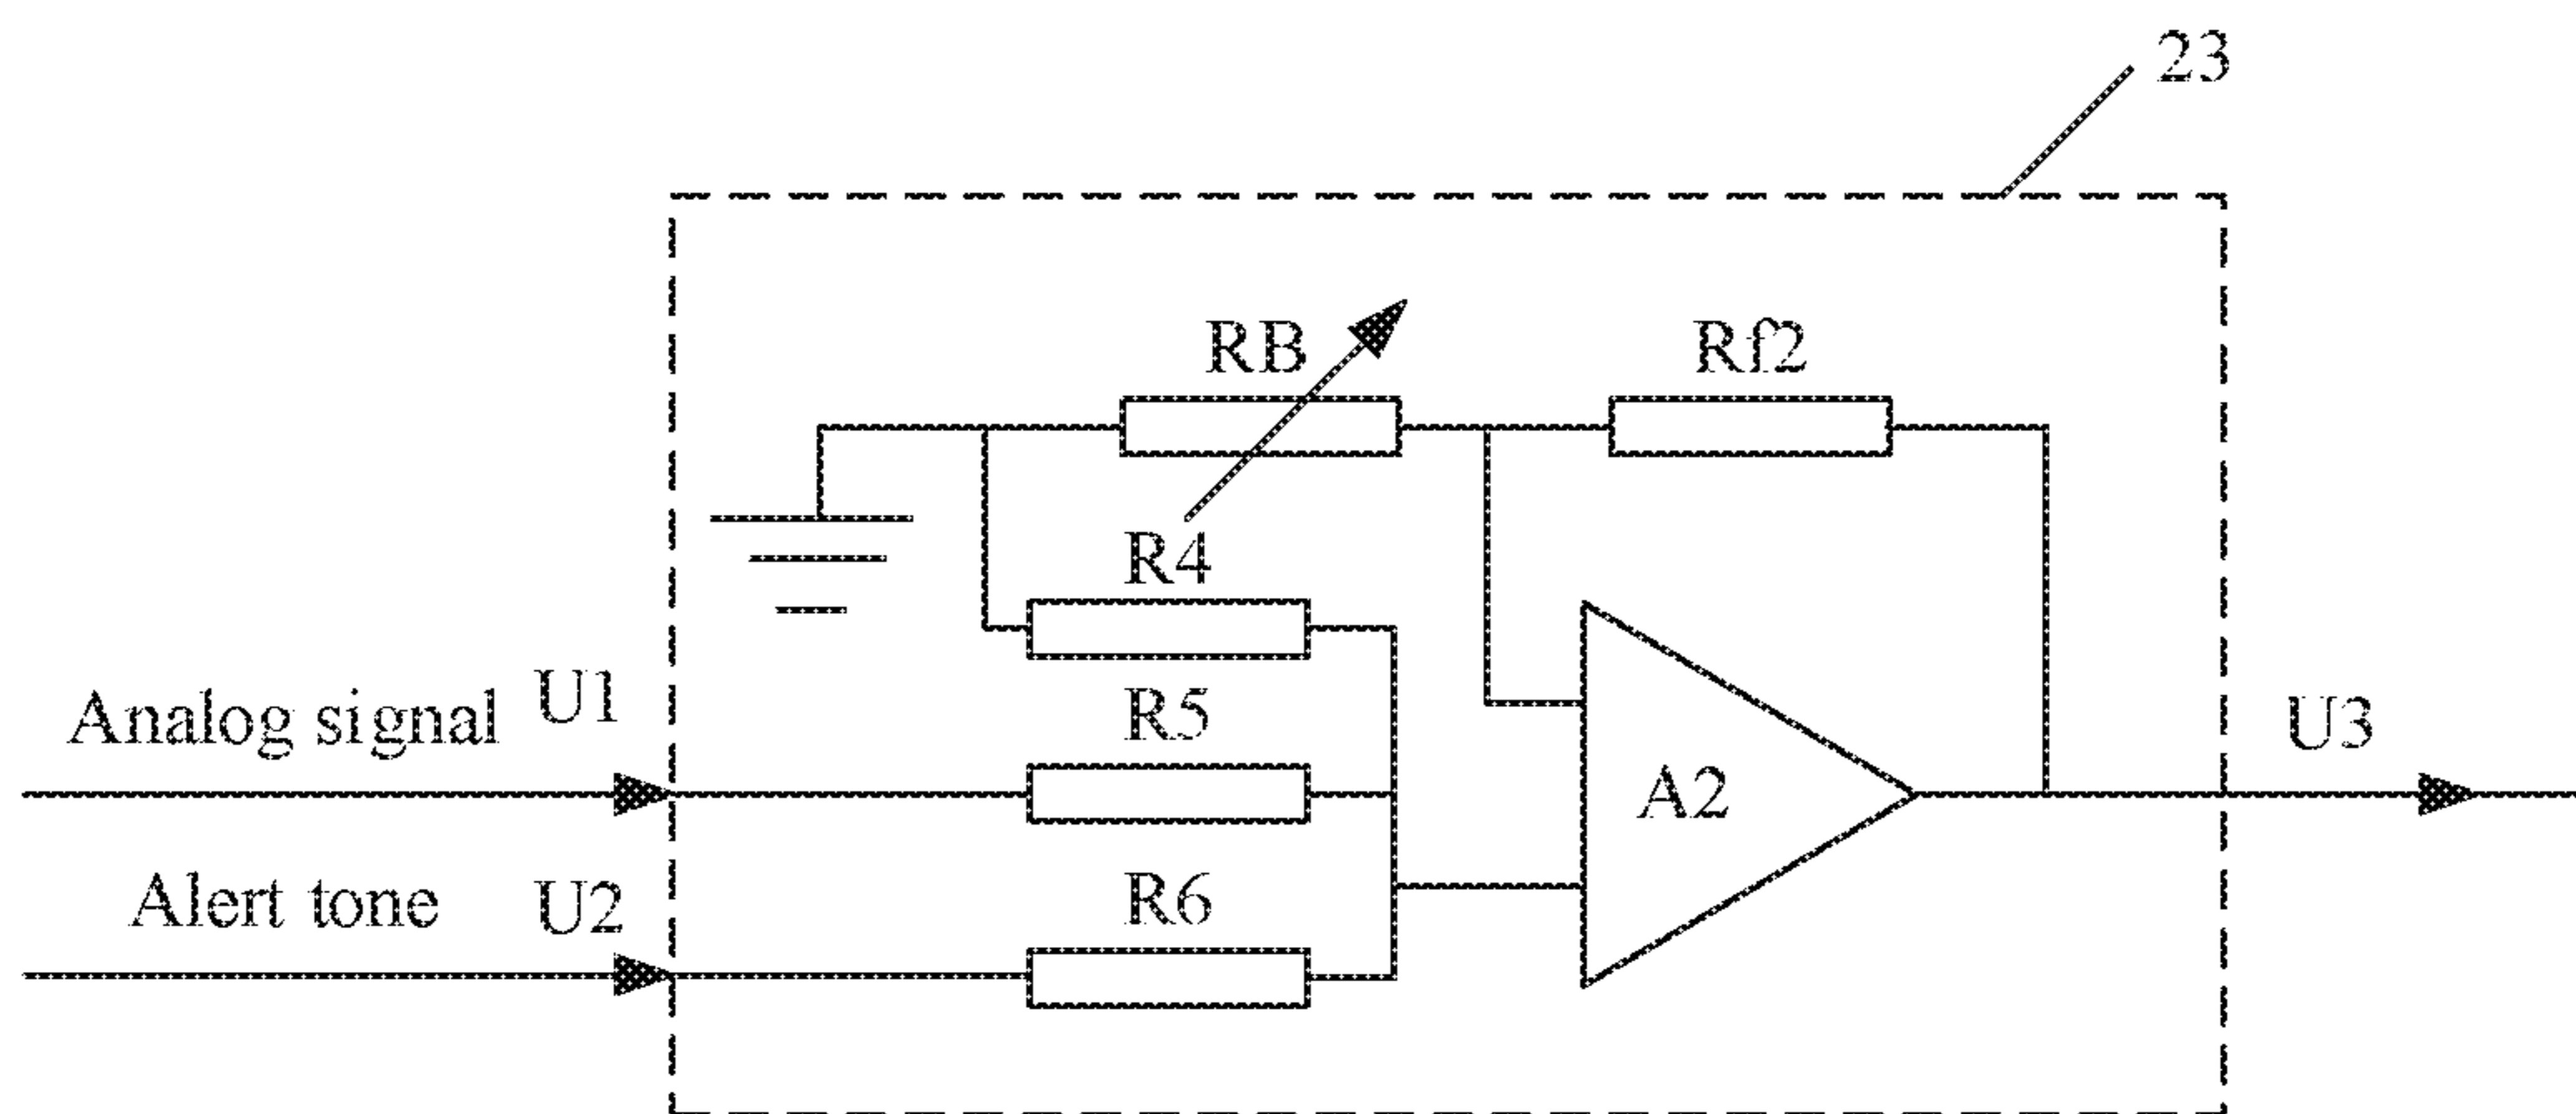 23
RB
Rf2
R4
Analog signal U1
R5
A2
U3
Alert tone U2
R6